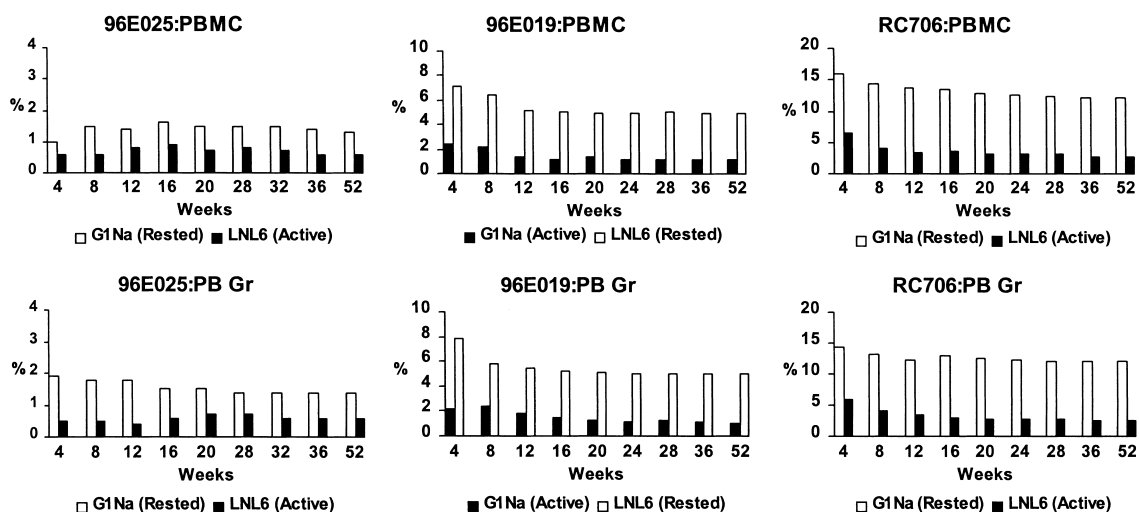 96E025:PBMC
4
3
%
2
1
0
4 8 12 16 20 28 32 36 52
Weeks
G1Na (Rested) LNL6 (Active)
96E019:PBMC
10
8
%
6
4
2
0
4 8 12 16 20 24 28 36 52
Weeks
G1Na (Active) LNL6 (Rested)
RC706:PBMC
20
15
%
10
5
0
4 8 12 16 20 24 28 36 52
Weeks
G1Na (Rested) LNL6 (Active)
96E025:PB Gr
4
3
%
2
1
0
4 8 12 16 20 28 32 36 52
Weeks
G1Na (Rested) LNL6 (Active)
96E019:PB Gr
10
8
6
%
4
2
0
4 8 12 16 20 24 28 36 52
Weeks
G1Na (Active) LNL6 (Rested)
RC706:PB Gr
20
15
%
10
5
0
4 8 12 16 20 24 28 36 52
Weeks
G1Na (Rested) LNL6 (Active)